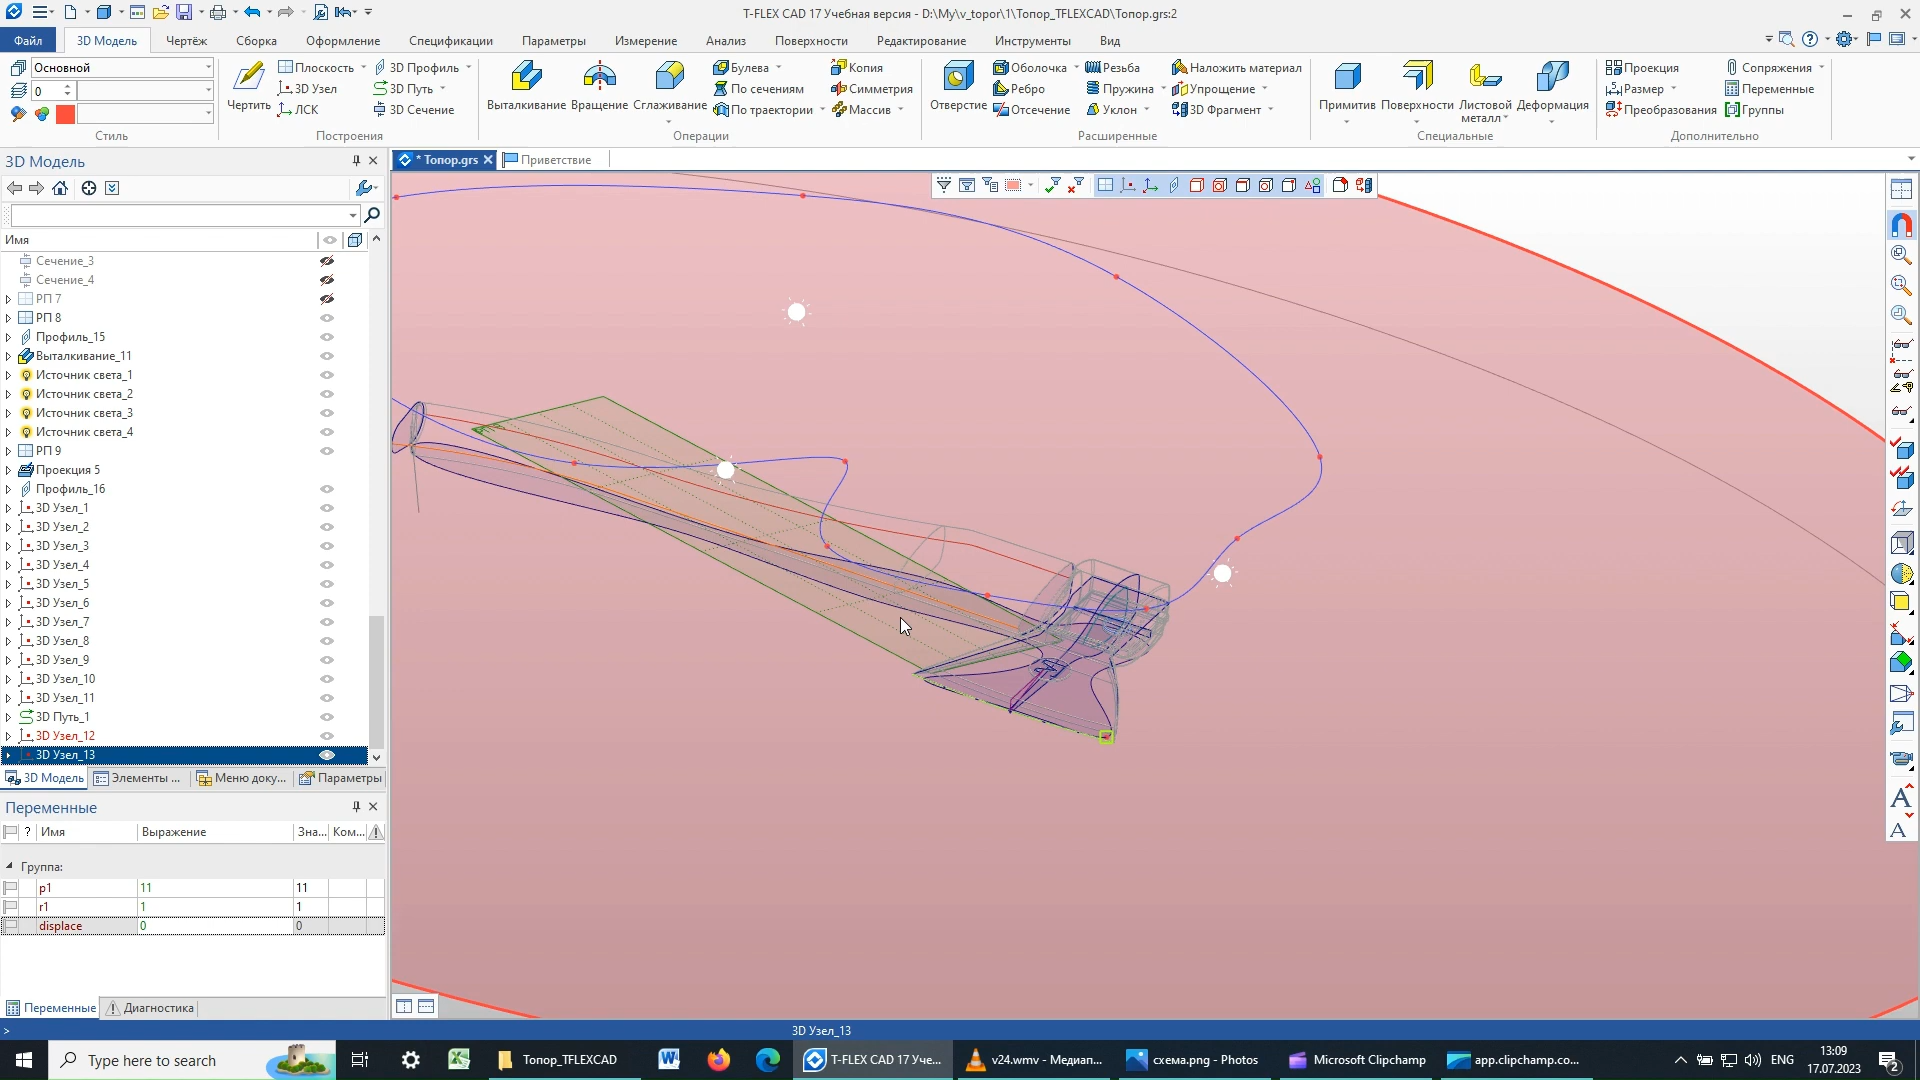 T-FLEX CAD 17 Учебная версия - D:\My\v_topor\1\Топор_TFLEXCAD\Топор.grs:2
Файл 3D Модель Чертёж Сборка Оформление Спецификации Параметры Измерение Анализ Поверхности Редактирование Инструменты Вид
Основной
0
Стиль
Чертить
Плоскость
3D Узел
ЛСК
3D Профиль
3D Путь
3D Сечение
Построения
Выталкивание Вращение Сглаживание
Булева
По сечениям
По траектории
Копия
Симметрия
Массив
Операции
Отверстие
Оболочка
Ребро
Отсечение
Резьба
Пружина
Уклон
Наложить материал
Упрощение
3D Фрагмент
Расширенные
Примитив Поверхности Листовой металл Деформация
Специальные
Проекция
Размер
Преобразования
Сопряжения
Переменные
Группы
Дополнительно
3D Модель
* Топор.grs
Приветствие
Имя
Сечение_3
Сечение_4
РП 7
РП 8
Профиль_15
Выталкивание_11
Источник света_1
Источник света_2
Источник света_3
Источник света_4
РП 9
Проекция 5
Профиль_16
3D Узел_1
3D Узел_2
3D Узел_3
3D Узел_4
3D Узел_5
3D Узел_6
3D Узел_7
3D Узел_8
3D Узел_9
3D Узел_10
3D Узел_11
3D Путь_1
3D Узел_12
3D Узел_13
3D Модель Элементы ... Меню доку... Параметры
Переменные
? Имя Выражение Зна... Ком...
Группа:
p1 11 11
r1 1 1
displace 0 0
Переменные Диагностика
> 3D Узел_13
Type here to search
Топор_TFLEXCAD
T-FLEX CAD 17 Уче...
v24.wmv - Медиап...
схема.png - Photos
Microsoft Clipchamp
app.clipchamp.co...
ENG
13:09
17.07.2023
2